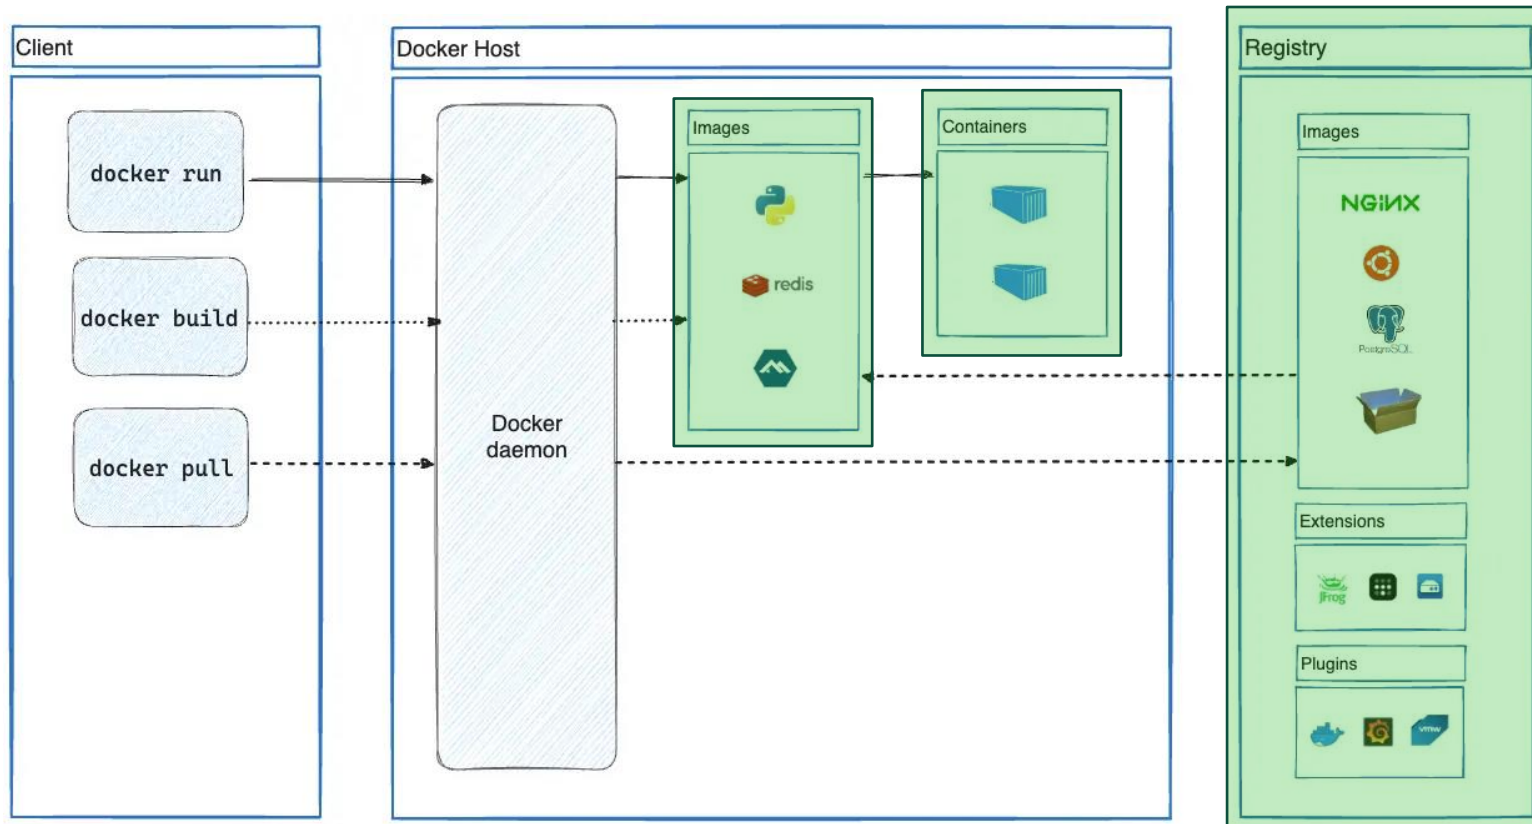 Client
docker run
docker build
docker pull
Docker Host
Docker
daemon
Images
redis
Containers
Registry
Images
NGiNX
PostgreSQL
Extensions
JFrog
Plugins
vmw